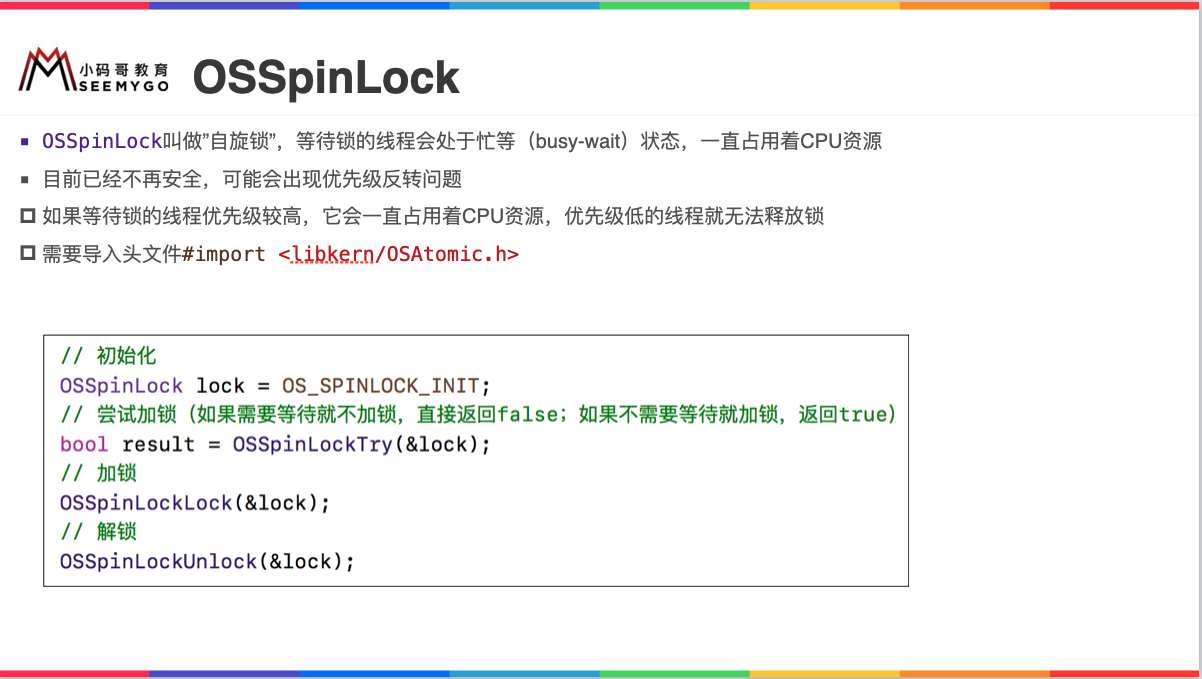 小码哥教育
SEEMYGO
OSSpinLock
OSSpinLock叫做”自旋锁”，等待锁的线程会处于忙等（busy-wait）状态，一直占用着CPU资源
目前已经不再安全，可能会出现优先级反转问题
如果等待锁的线程优先级较高，它会一直占用着CPU资源，优先级低的线程就无法释放锁
需要导入头文件#import <libkern/OSAtomic.h>
// 初始化
OSSpinLock lock = OS_SPINLOCK_INIT;
// 尝试加锁（如果需要等待就不加锁，直接返回false；如果不需要等待就加锁，返回true）
bool result = OSSpinLockTry(&lock);
// 加锁
OSSpinLockLock(&lock);
// 解锁
OSSpinLockUnlock(&lock);